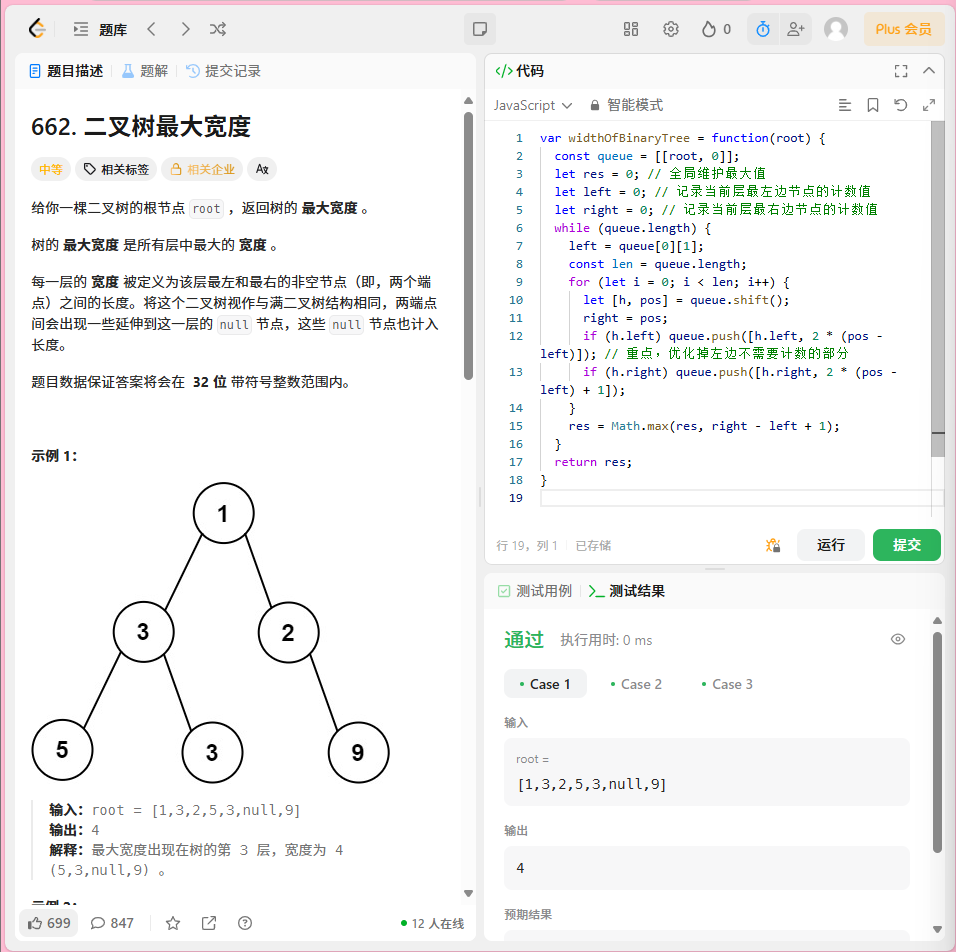 题库
0
Plus 会员
题目描述
题解
提交记录
662. 二叉树最大宽度
中等
相关标签
相关企业
给你一棵二叉树的根节点 root ，返回树的 最大宽度 。
树的 最大宽度 是所有层中最大的 宽度 。
每一层的 宽度 被定义为该层最左和最右的非空节点（即，两个端
点）之间的长度。将这个二叉树视作与满二叉树结构相同，两端点
间会出现一些延伸到这一层的 null 节点，这些 null 节点也计入
长度。
题目数据保证答案将会在 32 位 带符号整数范围内。
示例 1：
1
3
2
5
3
9
输入：root = [1,3,2,5,3,null,9]
输出：4
解释：最大宽度出现在树的第 3 层，宽度为 4
(5,3,null,9) 。
699
847
12 人在线
</> 代码
JavaScript
智能模式
1 var widthOfBinaryTree = function(root) {
2 const queue = [[root, 0]];
3 let res = 0; // 全局维护最大值
4 let left = 0; // 记录当前层最左边节点的计数值
5 let right = 0; // 记录当前层最右边节点的计数值
6 while (queue.length) {
7 left = queue[0][1];
8 const len = queue.length;
9 for (let i = 0; i < len; i++) {
10 let [h, pos] = queue.shift();
11 right = pos;
12 if (h.left) queue.push([h.left, 2 * (pos -
left)]); // 重点，优化掉左边不需要计数的部分
13 if (h.right) queue.push([h.right, 2 * (pos -
left) + 1]);
14 }
15 res = Math.max(res, right - left + 1);
16 }
17 return res;
18 }
19
行 19，列 1
已存储
运行
提交
测试用例
测试结果
通过
执行用时: 0 ms
Case 1
Case 2
Case 3
输入
root =
[1,3,2,5,3,null,9]
输出
4
预期结果